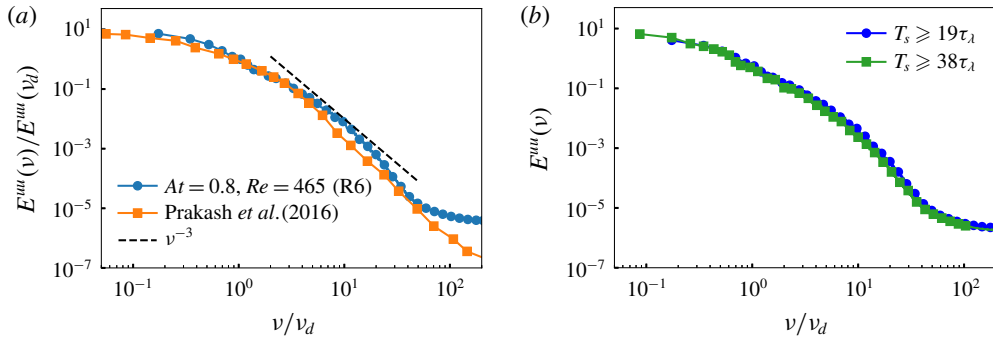 (a)
10^1
10^{-1}
10^{-3}
10^{-5}
10^{-7}
E^{uu}(ν)/E^{uu}(ν_d)
At = 0.8, Re = 465 (R6)
Prakash et al.(2016)
ν^{-3}
10^{-1} 10^0 10^1 10^2
ν/ν_d
(b)
10^1
10^{-1}
10^{-3}
10^{-5}
10^{-7}
E^{uu}(ν)
T_s ⩾ 19τ_λ
T_s ⩾ 38τ_λ
10^{-1} 10^0 10^1 10^2
ν/ν_d